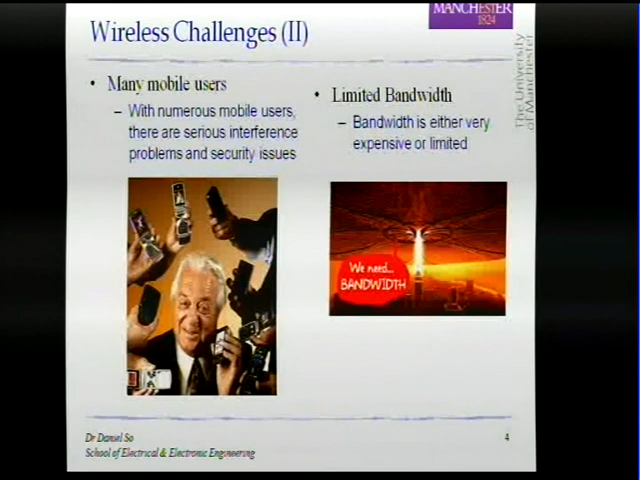 Wireless Challenges (II)
MANCHESTER
1824
The University
of Manchester
• Many mobile users
– With numerous mobile users,
there are serious interference
problems and security issues
• Limited Bandwidth
– Bandwidth is either very
expensive or limited
We need...
BANDWIDTH
Dr Daniel So
School of Electrical & Electronic Engineering
4